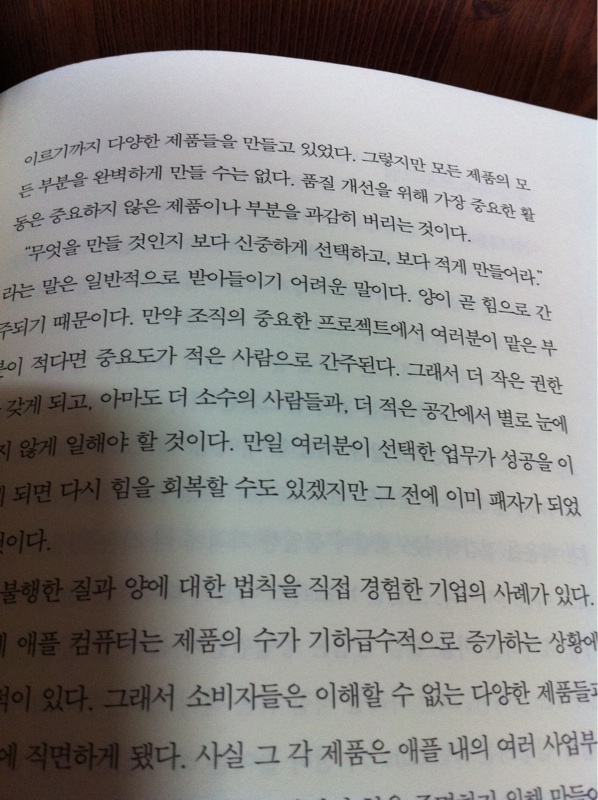 이르기까지 다양한 제품들을 만들고 있었다. 그렇지만 모든 제품의 모
든 부분을 완벽하게 만들 수는 없다. 품질 개선을 위해 가장 중요한 활
동은 중요하지 않은 제품이나 부분을 과감히 버리는 것이다.
“무엇을 만들 것인지 보다 신중하게 선택하고, 보다 적게 만들어라.”
라는 말은 일반적으로 받아들이기 어려운 말이다. 양이 곧 힘으로 간
주되기 때문이다. 만약 조직의 중요한 프로젝트에서 여러분이 맡은 부
분이 적다면 중요도가 적은 사람으로 간주된다. 그래서 더 작은 권한
갖게 되고, 아마도 더 소수의 사람들과, 더 적은 공간에서 별로 눈에
지 않게 일해야 할 것이다. 만일 여러분이 선택한 업무가 성공을 이
게 되면 다시 힘을 회복할 수도 있겠지만 그 전에 이미 패자가 되었
것이다.
불행한 질과 양에 대한 법칙을 직접 경험한 기업의 사례가 있다.
애플 컴퓨터는 제품의 수가 기하급수적으로 증가하는 상황에
적이 있다. 그래서 소비자들은 이해할 수 없는 다양한 제품들과
에 직면하게 됐다. 사실 그 각 제품은 애플 내의 여러 사업부
위해 만들어